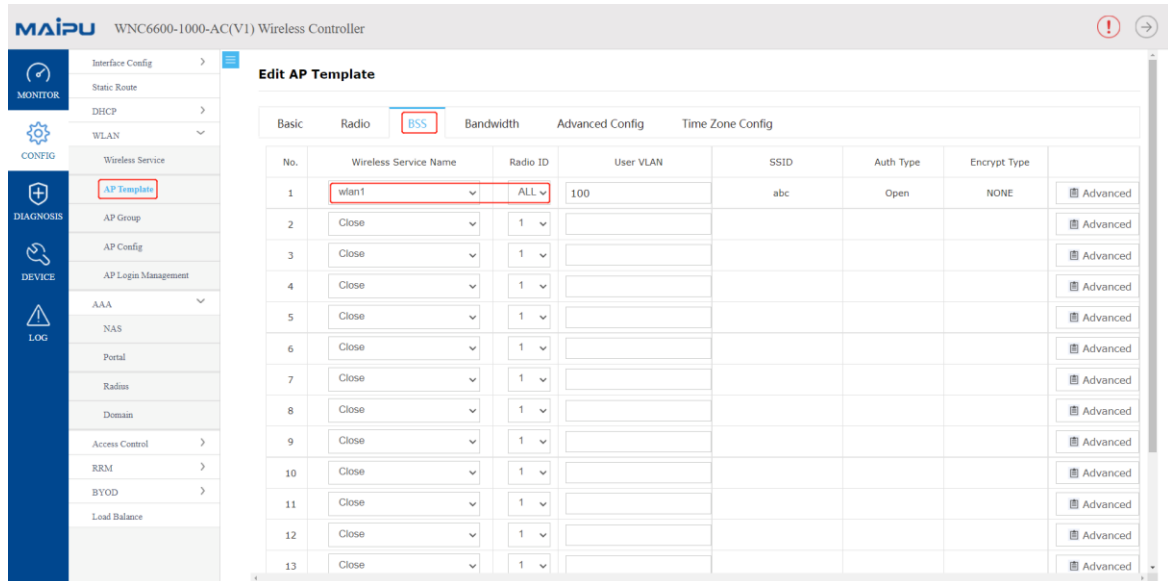 MAIPU WNC6600-1000-AC(V1) Wireless Controller
MONITOR
CONFIG
DIAGNOSIS
DEVICE
LOG
Interface Config
Static Route
DHCP
WLAN
Wireless Service
AP Template
AP Group
AP Config
AP Login Management
AAA
NAS
Portal
Radius
Domain
Access Control
RRM
BYOD
Load Balance
Edit AP Template
Basic Radio BSS Bandwidth Advanced Config Time Zone Config
No. Wireless Service Name Radio ID User VLAN SSID Auth Type Encrypt Type
1 wlan1 ALL 100 abc Open NONE Advanced
2 Close 1 Advanced
3 Close 1 Advanced
4 Close 1 Advanced
5 Close 1 Advanced
6 Close 1 Advanced
7 Close 1 Advanced
8 Close 1 Advanced
9 Close 1 Advanced
10 Close 1 Advanced
11 Close 1 Advanced
12 Close 1 Advanced
13 Close 1 Advanced